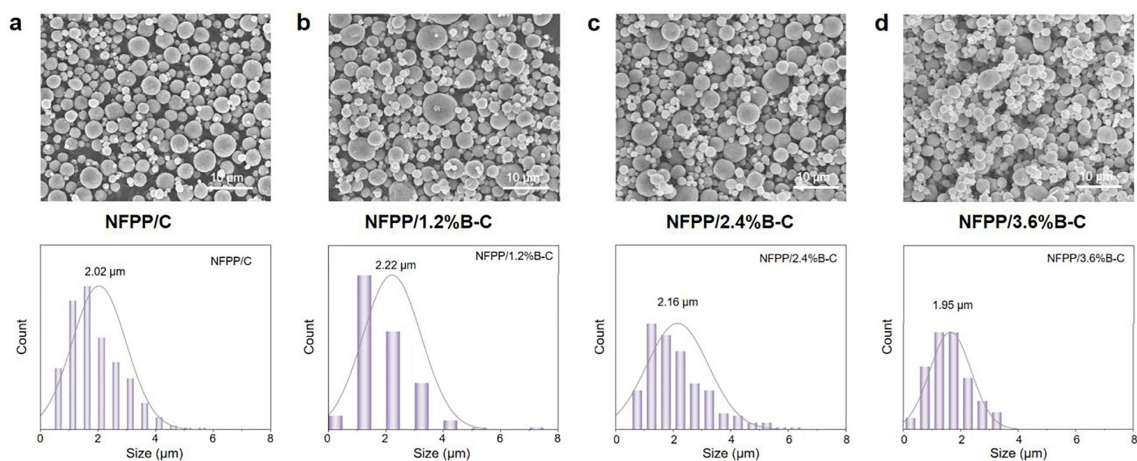 a
b
c
d
10 μm
10 μm
10 μm
10 μm
NFPP/C
NFPP/1.2%B-C
NFPP/2.4%B-C
NFPP/3.6%B-C
NFPP/C
2.02 μm
Count
0 2 4 6 8
Size (μm)
NFPP/1.2%B-C
2.22 μm
Count
0 2 4 6 8
Size (μm)
NFPP/2.4%B-C
2.16 μm
Count
0 2 4 6 8
Size (μm)
NFPP/3.6%B-C
1.95 μm
Count
0 2 4 6 8
Size (μm)